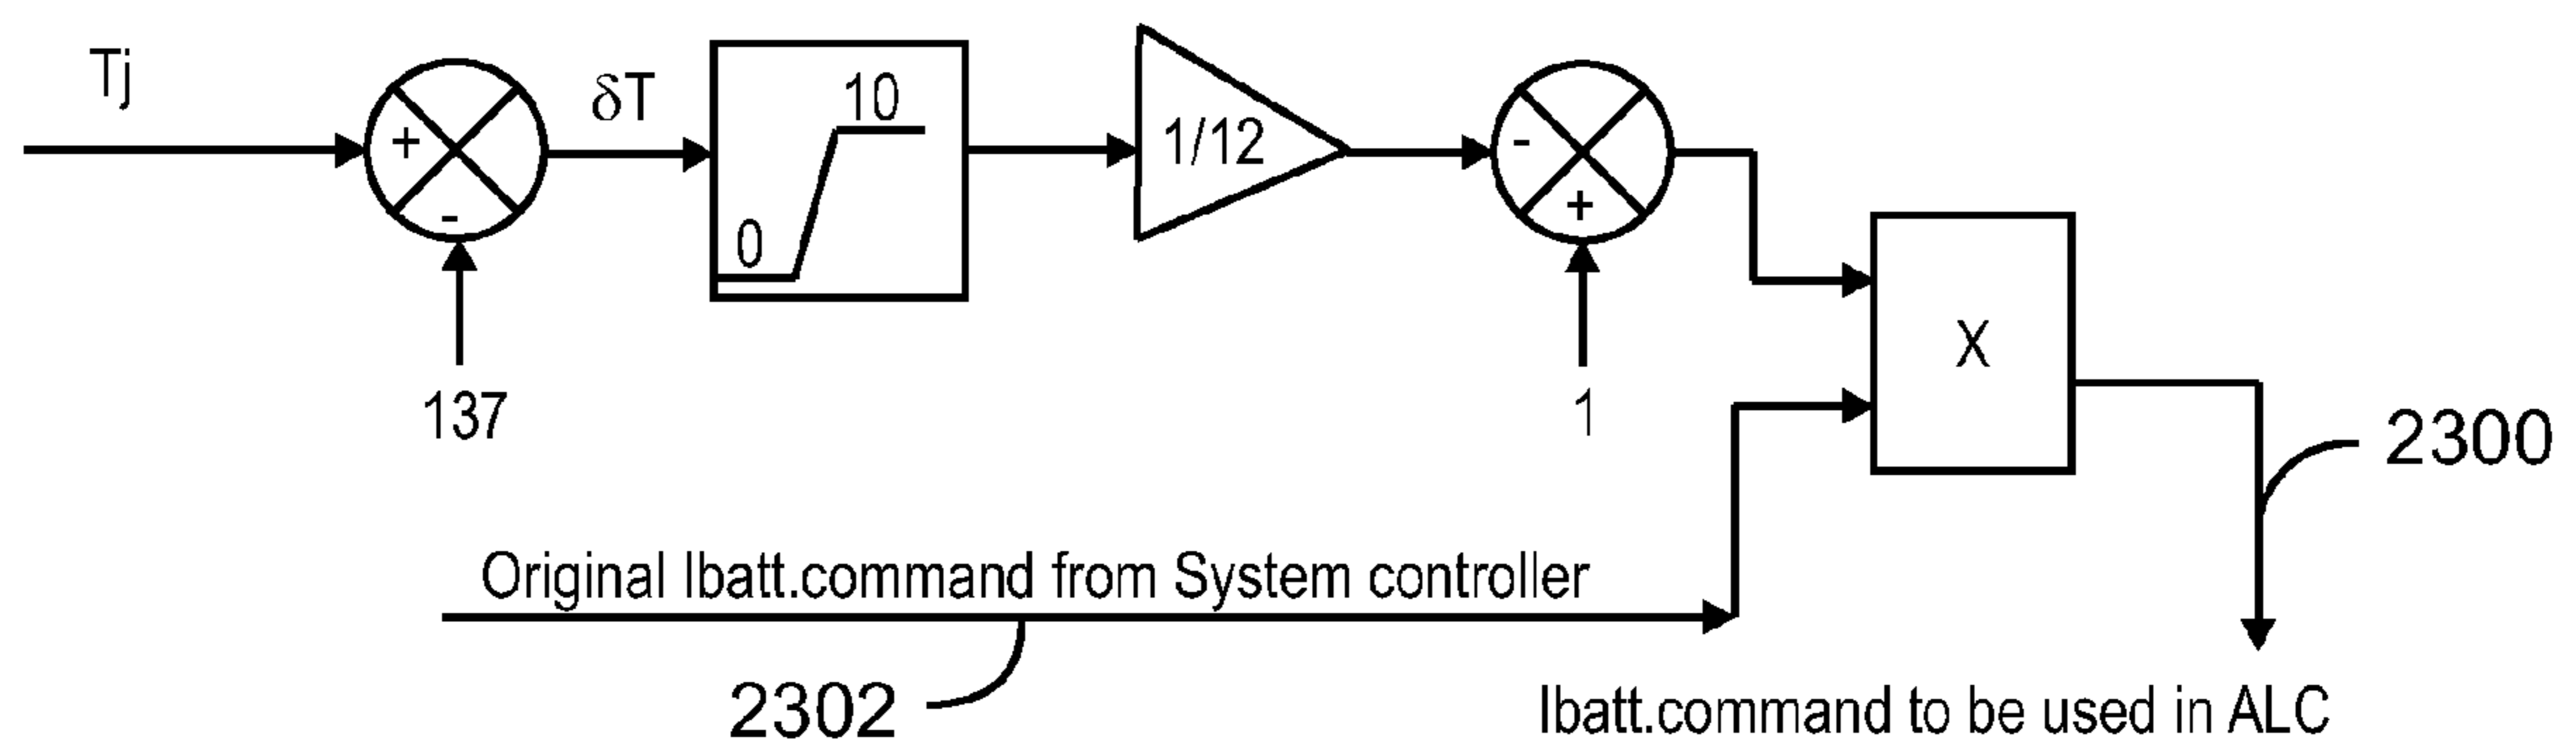 Tj
δT
10
1/12
+
-
-
+
0
137
1
X
2300
Original Ibatt.command from System controller
2302
Ibatt.command to be used in ALC